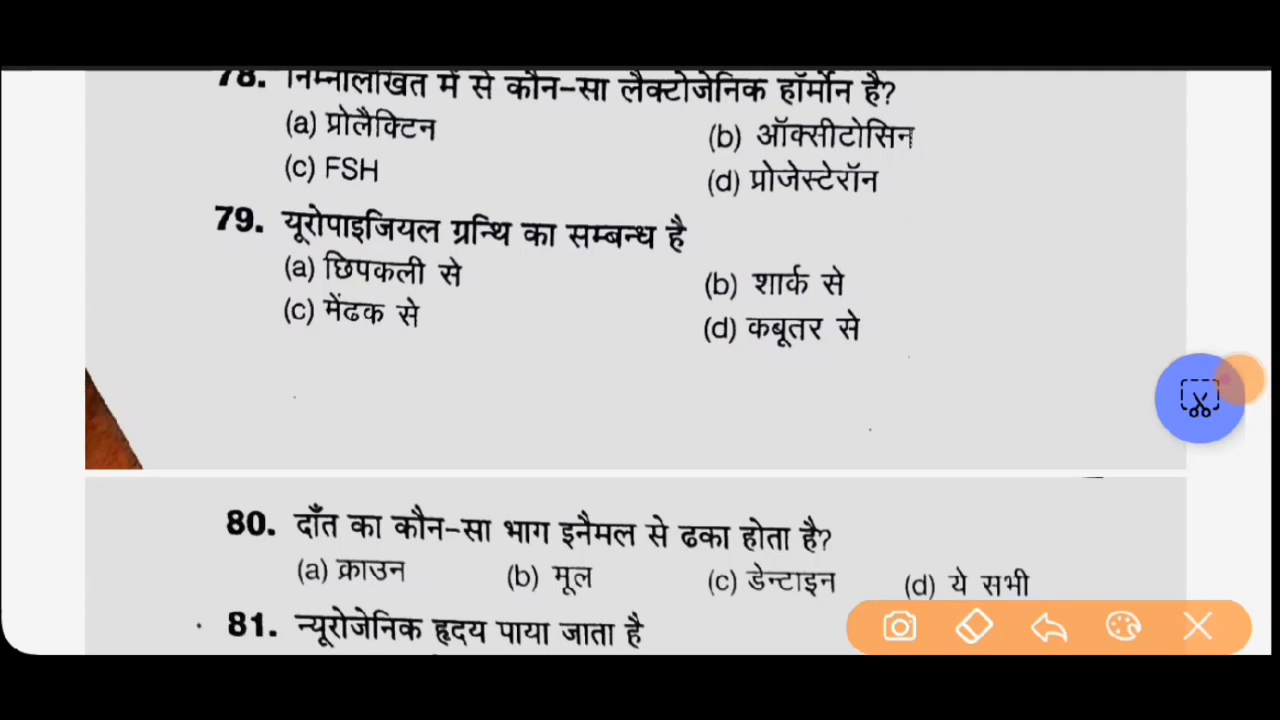 78. निम्नलिखित में से कौन-सा लैक्टोजेनिक हॉर्मोन है?
(a) प्रोलैक्टिन (b) ऑक्सीटोसिन
(c) FSH (d) प्रोजेस्टेरॉन
79. यूरोपाइजियल ग्रन्थि का सम्बन्ध है
(a) छिपकली से (b) शार्क से
(c) मेंढक से (d) कबूतर से
80. दाँत का कौन-सा भाग इनैमल से ढका होता है?
(a) क्राउन (b) मूल (c) डेन्टाइन (d) ये सभी
81. न्यूरोजेनिक हृदय पाया जाता है